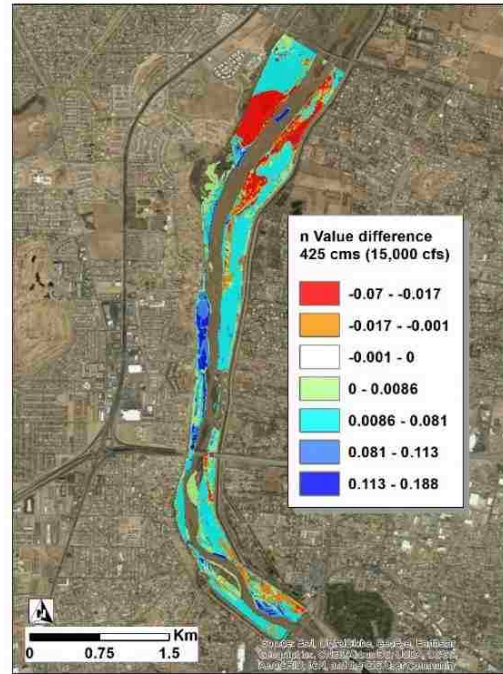 n Value difference
425 cms (15,000 cfs)
-0.07 - -0.017
-0.017 - -0.001
-0.001 - 0
0 - 0.0086
0.0086 - 0.081
0.081 - 0.113
0.113 - 0.188
Km
0 0.75 1.5
Community